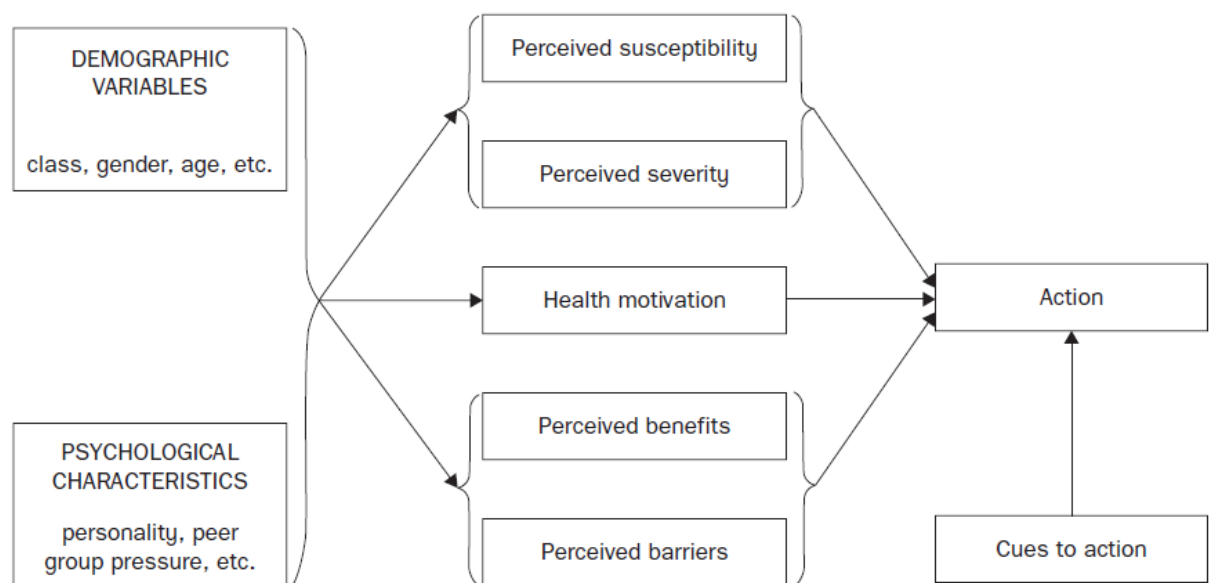 DEMOGRAPHIC
VARIABLES
class, gender, age, etc.
PSYCHOLOGICAL
CHARACTERISTICS
personality, peer
group pressure, etc.
Perceived susceptibility
Perceived severity
Health motivation
Perceived benefits
Perceived barriers
Action
Cues to action